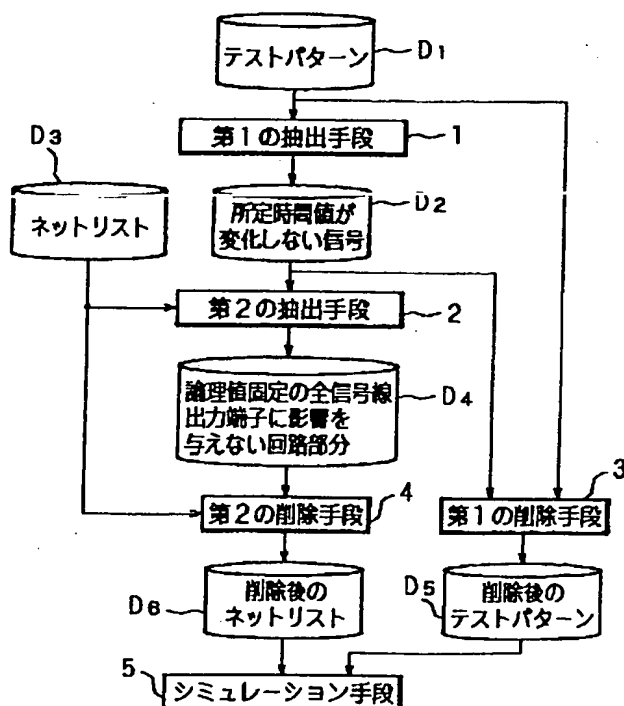 テストパターン
D1
第1の抽出手段
1
D3
ネットリスト
所定時間値が
変化しない信号
D2
第2の抽出手段
2
論理値固定の全信号線
出力端子に影響を
与えない回路部分
D4
4
第2の削除手段
3
第1の削除手段
D6
削除後の
ネットリスト
D5
削除後の
テストパターン
5
シミュレーション手段